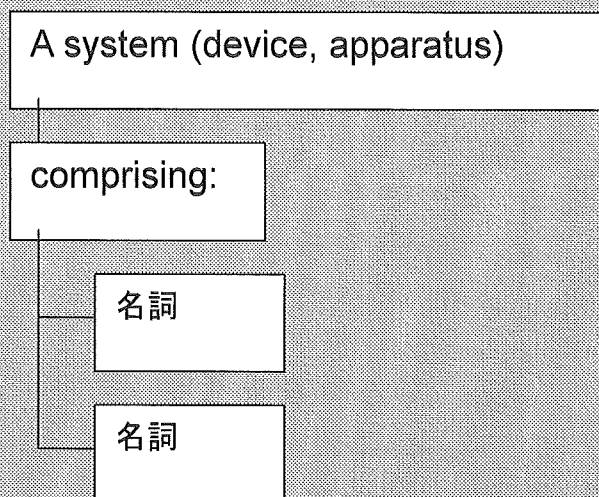 A system (device, apparatus)
comprising:
名詞
名詞